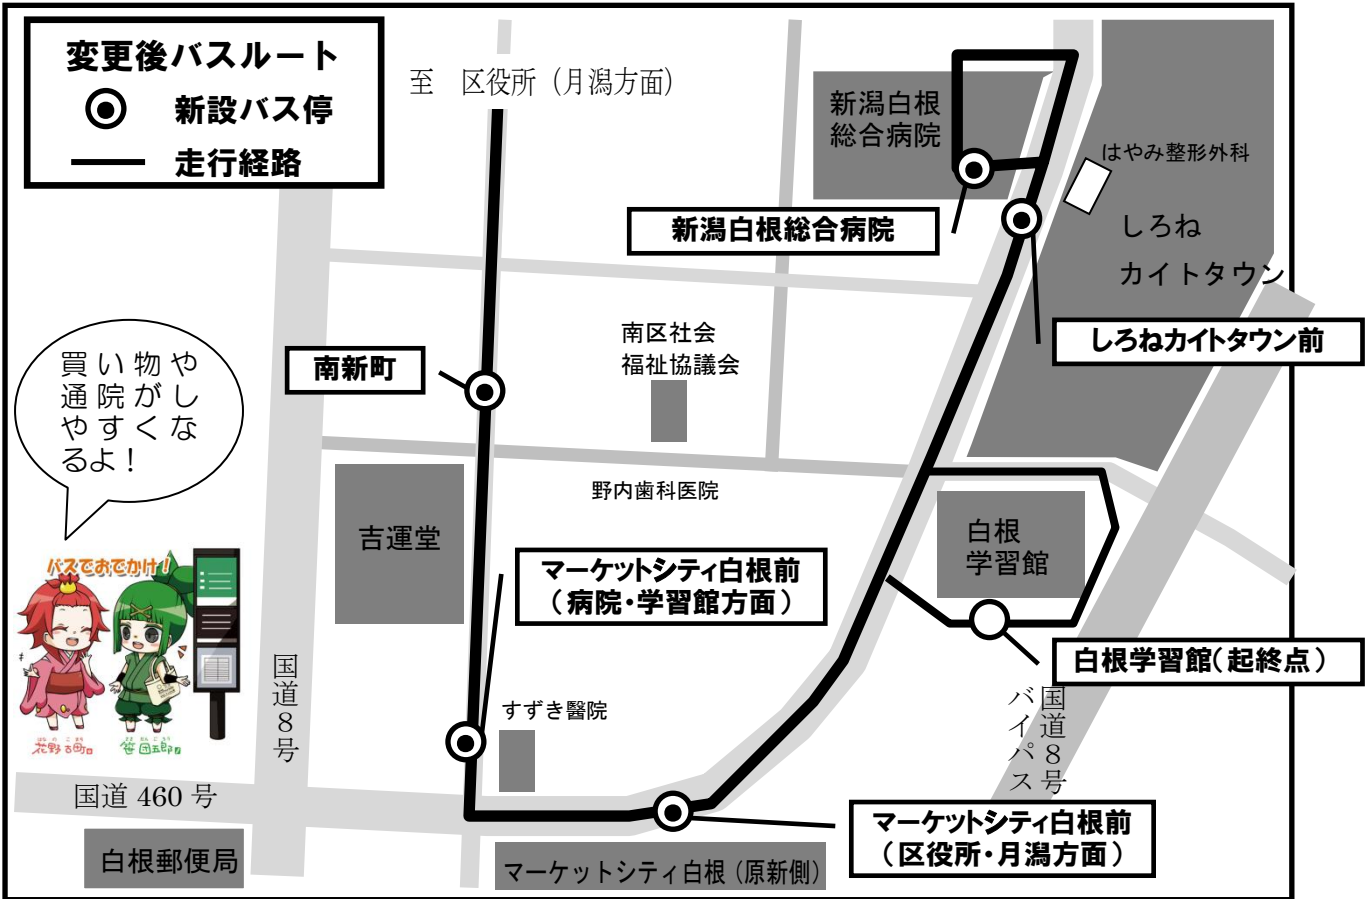 変更後バスルート
新設バス停
走行経路
至　区役所（月潟方面）
新潟白根
総合病院
はやみ整形外科
しろね
カイトタウン
新潟白根総合病院
しろねカイトタウン前
南区社会
福祉協議会
南新町
買い物や
通院がし
やすくな
るよ！
野内歯科医院
吉運堂
白根
学習館
マーケットシティ白根前
（病院・学習館方面）
バスでおでかけ！
花野古町
笹団五郎
白根学習館（起終点）
国道8号
すずき醫院
国道8号
バイパス
国道 460 号
マーケットシティ白根前
（区役所・月潟方面）
白根郵便局
マーケットシティ白根（原新側）